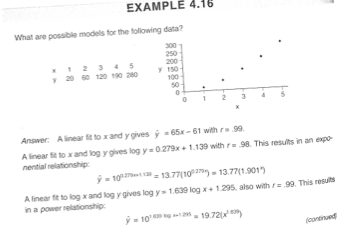 EXAMPLE 4.16
What are possible models for the following data?
x 1 2 3 4 5
y 20 60 120 190 280
300
250
200
y 150
100
50
0
0 1 2 3 4 5
x
Answer: A linear fit to x and y gives ŷ = 65x – 61 with r = .99.
A linear fit to x and log y gives log y = 0.279x + 1.139 with r = .98. This results in an expo-
nential relationship:
ŷ = 10^0.279x+1.139 = 13.77(10^0.279x) = 13.77(1.901^x)
A linear fit to log x and log y gives log y = 1.639 log x + 1.295, also with r = .99. This results
in a power relationship:
ŷ = 10^1.639 log x+1.295 = 19.72(x^1.639)
(continued)